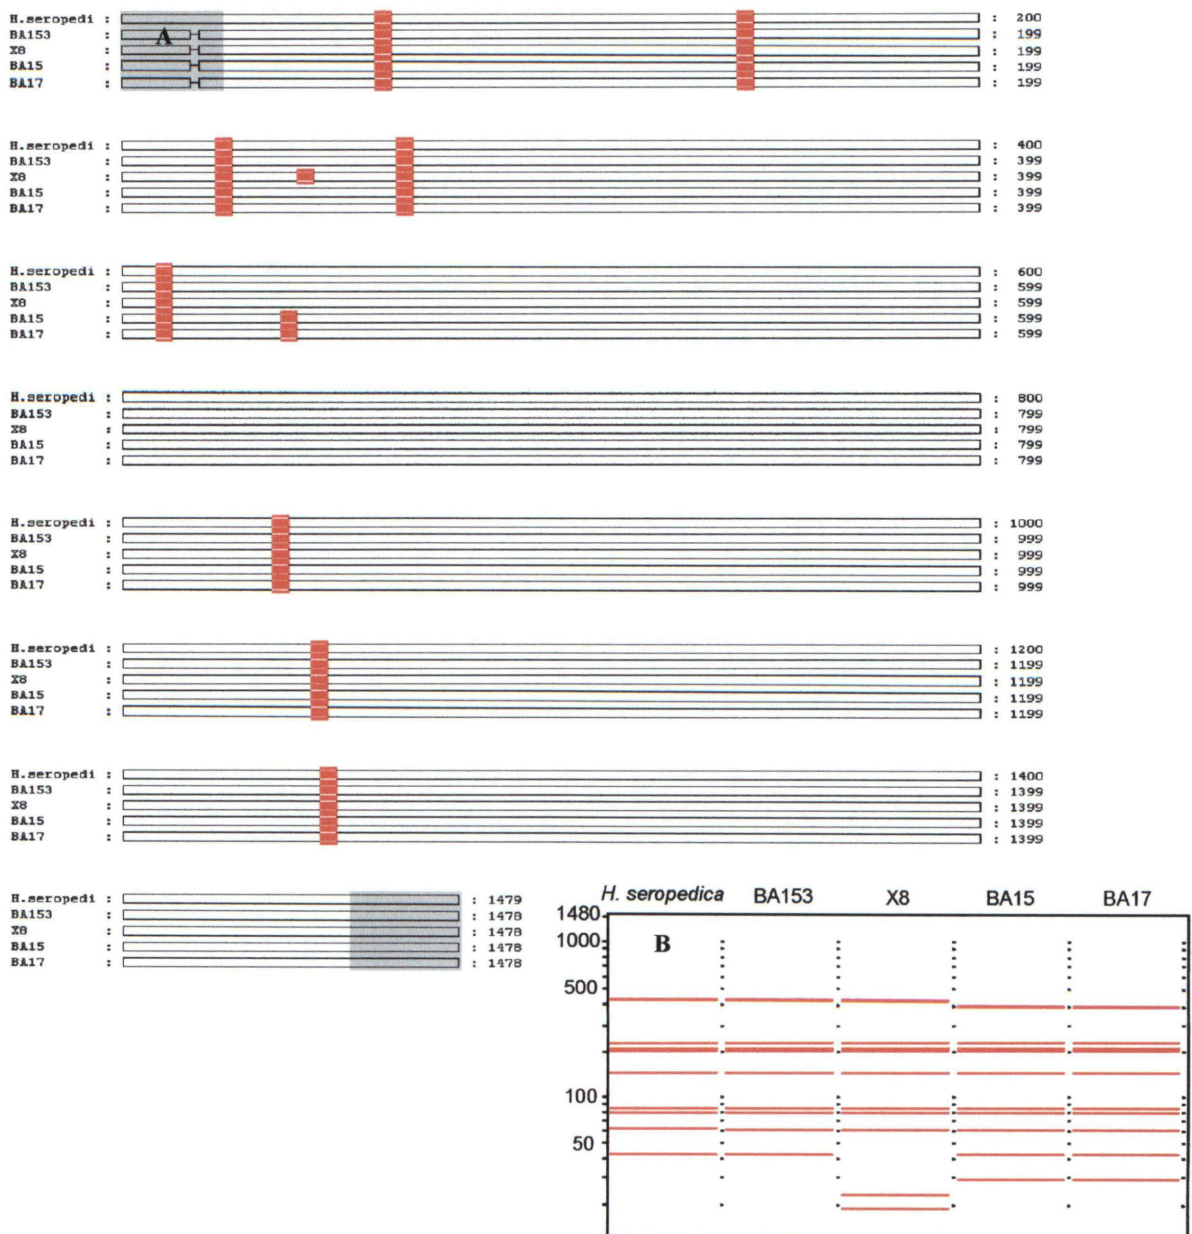 H.seropedi : : 200
BA153 : A : 199
X8 : : 199
BA15 : : 199
BA17 : : 199
H.seropedi : : 400
BA153 : : 399
X8 : : 399
BA15 : : 399
BA17 : : 399
H.seropedi : : 600
BA153 : : 599
X8 : : 599
BA15 : : 599
BA17 : : 599
H.seropedi : : 800
BA153 : : 799
X8 : : 799
BA15 : : 799
BA17 : : 799
H.seropedi : : 1000
BA153 : : 999
X8 : : 999
BA15 : : 999
BA17 : : 999
H.seropedi : : 1200
BA153 : : 1199
X8 : : 1199
BA15 : : 1199
BA17 : : 1199
H.seropedi : : 1400
BA153 : : 1399
X8 : : 1399
BA15 : : 1399
BA17 : : 1399
H.seropedi : : 1479
BA153 : : 1478
X8 : : 1478
BA15 : : 1478
BA17 : : 1478
H. seropedica BA153 X8 BA15 BA17
1480
1000 B
500
100
50